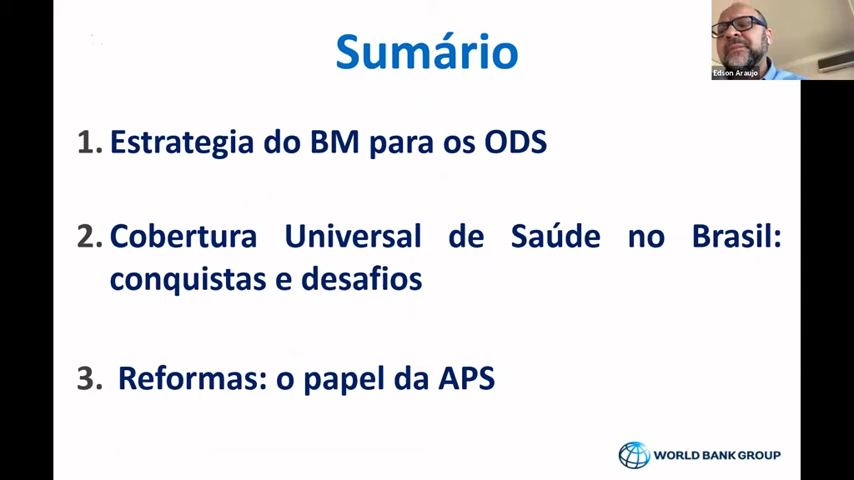 Sumário
Edson Araujo
1. Estrategia do BM para os ODS
2. Cobertura Universal de Saúde no Brasil:
conquistas e desafios
3. Reformas: o papel da APS
WORLD BANK GROUP